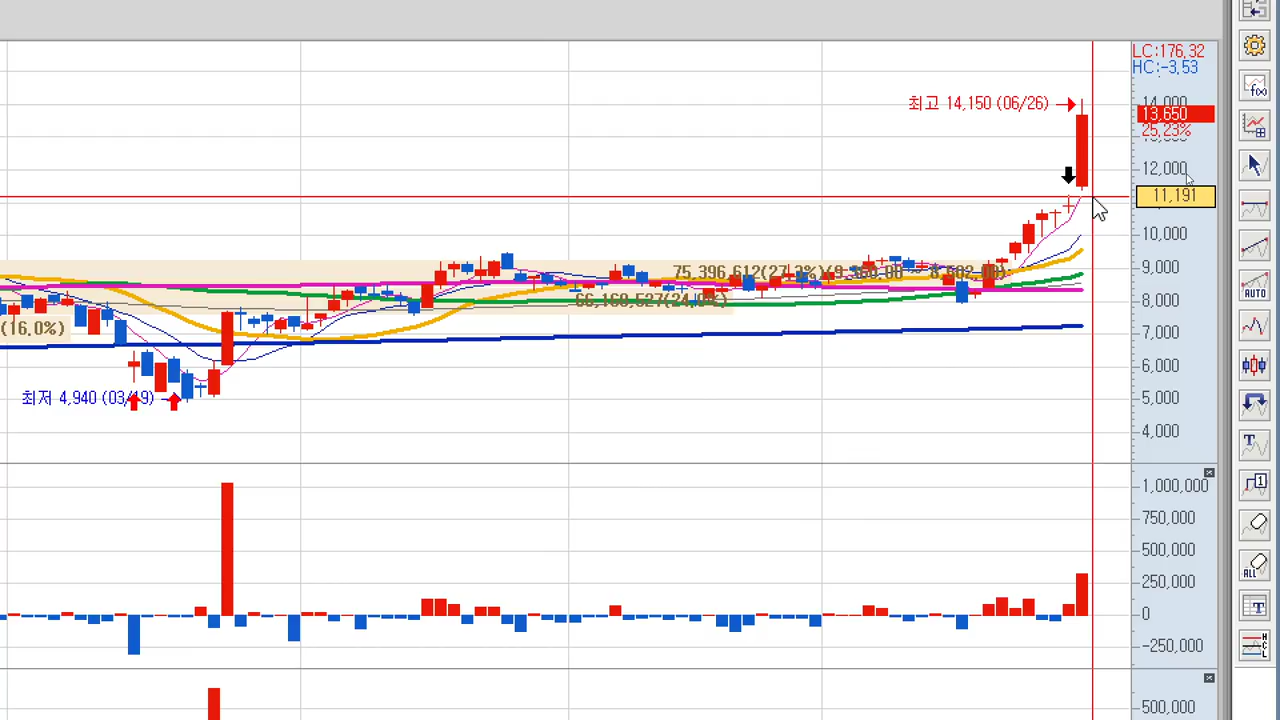 LC:176,32
HC:-3,53
최고 14,150 (06/26)
14,000
13,650
25,23%
12,000
11,191
10,000
9,000
8,000
7,000
6,000
5,000
4,000
(16.0%)
최저 4,940 (03/19)
1,000,000
750,000
500,000
250,000
0
-250,000
500,000
f(x)
AUTO
T
1
ALL
T
H
C
L